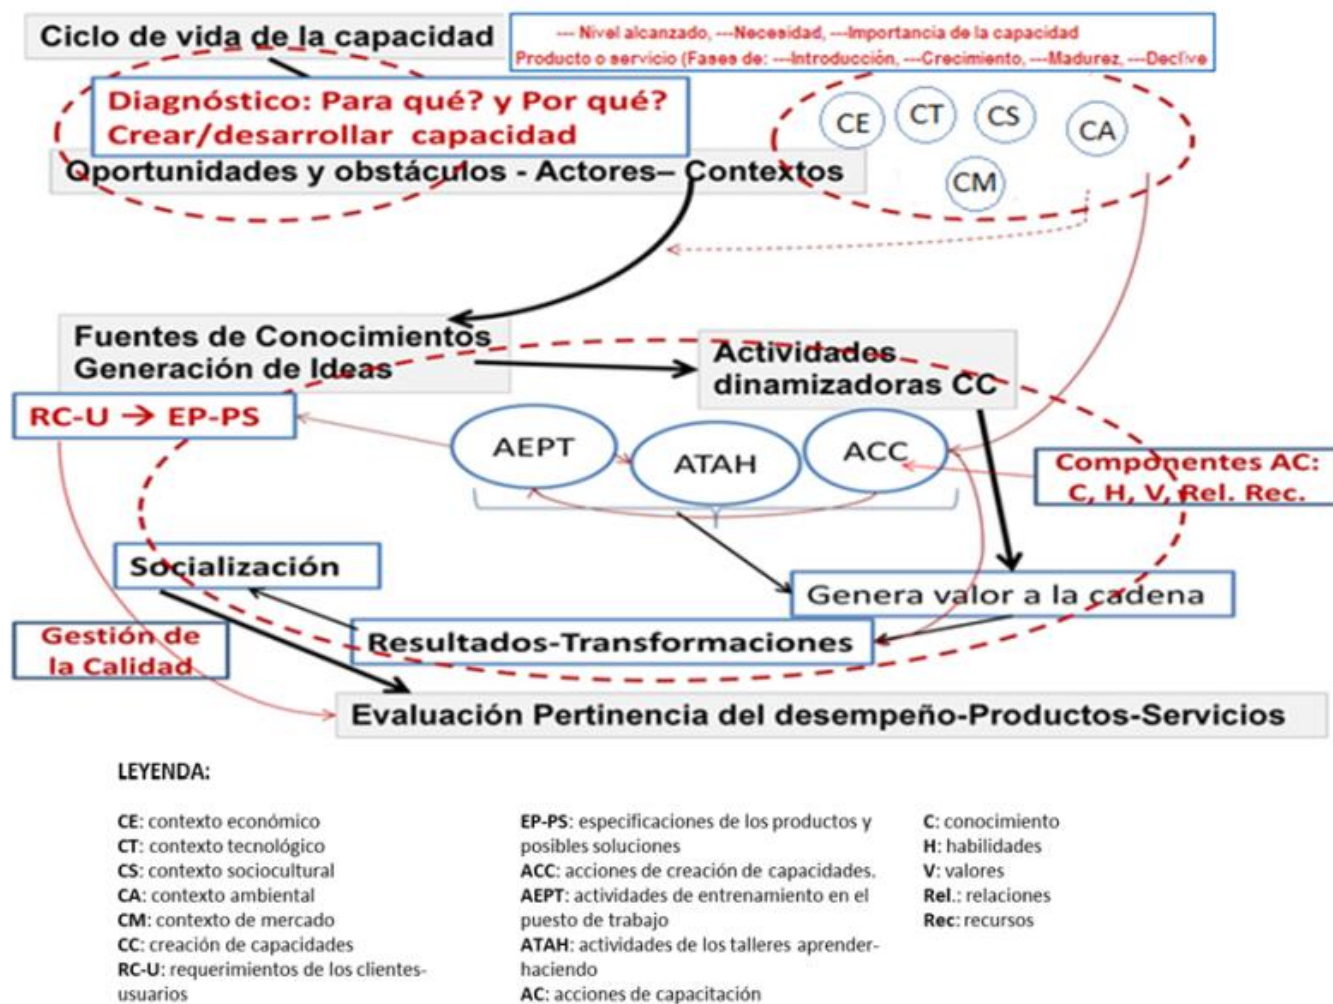 Ciclo de vida de la capacidad
--- Nivel alcanzado, ---Necesidad, ---Importancia de la capacidad
Producto o servicio (Fases de: ---Introducción, ---Crecimiento, ---Madurez, ---Declive
Diagnóstico: Para qué? y Por qué?
Crear/desarrollar capacidad
CE
CT
CS
CA
CM
Oportunidades y obstáculos - Actores– Contextos
Fuentes de Conocimientos
Generación de Ideas
Actividades
dinamizadoras CC
RC-U → EP-PS
AEPT
ATAH
ACC
Componentes AC:
C, H, V, Rel. Rec.
Socialización
Genera valor a la cadena
Gestión de
la Calidad
Resultados-Transformaciones
Evaluación Pertinencia del desempeño-Productos-Servicios
LEYENDA:
CE: contexto económico
CT: contexto tecnológico
CS: contexto sociocultural
CA: contexto ambiental
CM: contexto de mercado
CC: creación de capacidades
RC-U: requerimientos de los clientes-
usuarios
EP-PS: especificaciones de los productos y
posibles soluciones
ACC: acciones de creación de capacidades.
AEPT: actividades de entrenamiento en el
puesto de trabajo
ATAH: actividades de los talleres aprender-
haciendo
AC: acciones de capacitación
C: conocimiento
H: habilidades
V: valores
Rel.: relaciones
Rec: recursos